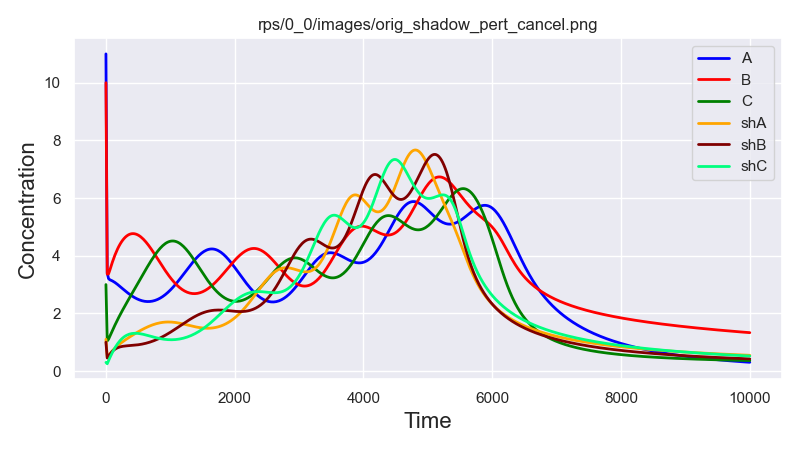 rps/0_0/images/orig_shadow_pert_cancel.png
Concentration
10
8
6
4
2
0
A
B
C
shA
shB
shC
0 2000 4000 6000 8000 10000
Time